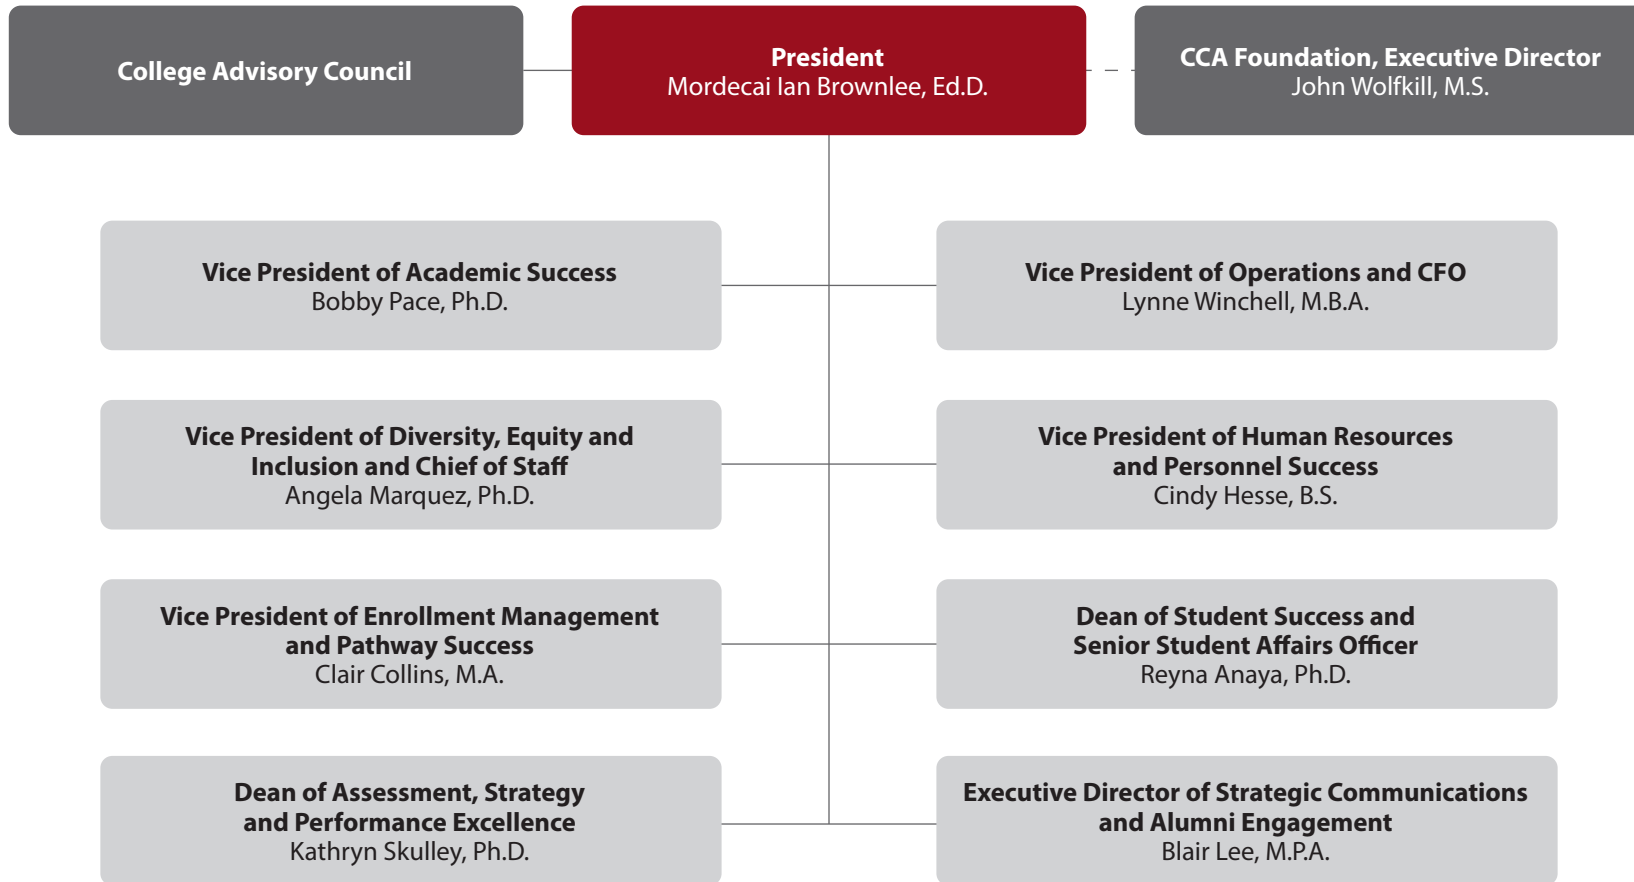 College Advisory Council
President
Mordecai Ian Brownlee, Ed.D.
CCA Foundation, Executive Director
John Wolfkill, M.S.
Vice President of Academic Success
Bobby Pace, Ph.D.
Vice President of Operations and CFO
Lynne Winchell, M.B.A.
Vice President of Diversity, Equity and
Inclusion and Chief of Staff
Angela Marquez, Ph.D.
Vice President of Human Resources
and Personnel Success
Cindy Hesse, B.S.
Vice President of Enrollment Management
and Pathway Success
Clair Collins, M.A.
Dean of Student Success and
Senior Student Affairs Officer
Reyna Anaya, Ph.D.
Dean of Assessment, Strategy
and Performance Excellence
Kathryn Skulley, Ph.D.
Executive Director of Strategic Communications
and Alumni Engagement
Blair Lee, M.P.A.